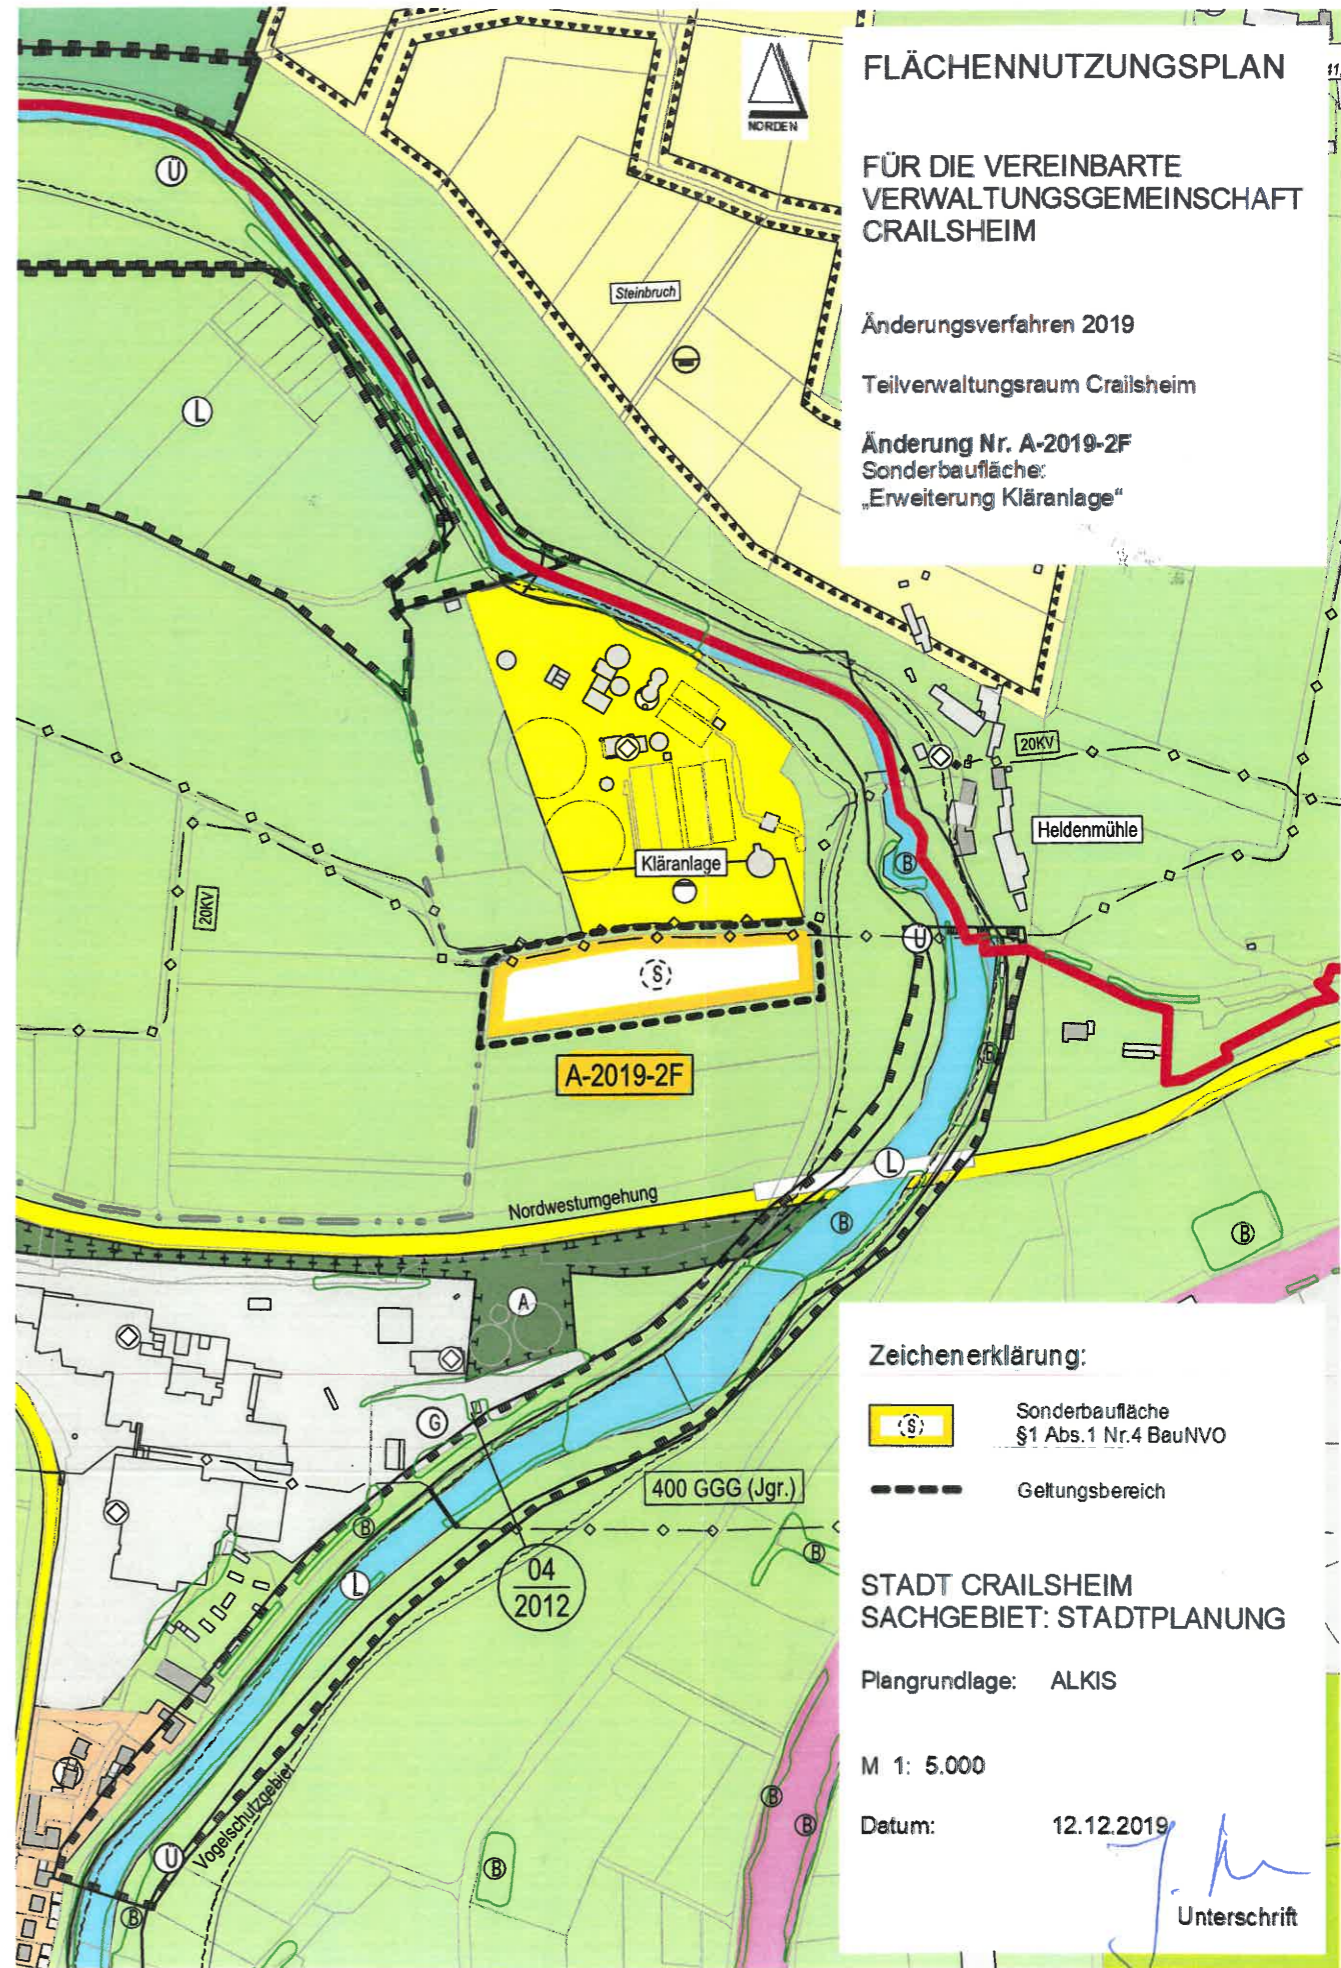 FLÄCHENNUTZUNGSPLAN
FÜR DIE VEREINBARTE
VERWALTUNGSGEMEINSCHAFT
CRAILSHEIM
Änderungsverfahren 2019
Teilverwaltungsraum Crailsheim
Änderung Nr. A-2019-2F
Sonderbaufläche:
„Erweiterung Kläranlage“
NORDEN
Ü
Steinbruch
L
20KV
Heldenmühle
Kläranlage
B
20KV
Ü
S
A-2019-2F
B
L
Nordwestumgehung
B
B
A
G
400 GGG (Jgr.)
B
B
04
2012
L
Vogelschutzgebiet
Ü
B
B
B
B
Zeichenerklärung:
S
Sonderbaufläche
§1 Abs.1 Nr.4 BauNVO
Geltungsbereich
STADT CRAILSHEIM
SACHGEBIET: STADTPLANUNG
Plangrundlage: ALKIS
M 1: 5.000
Datum: 12.12.2019
Unterschrift